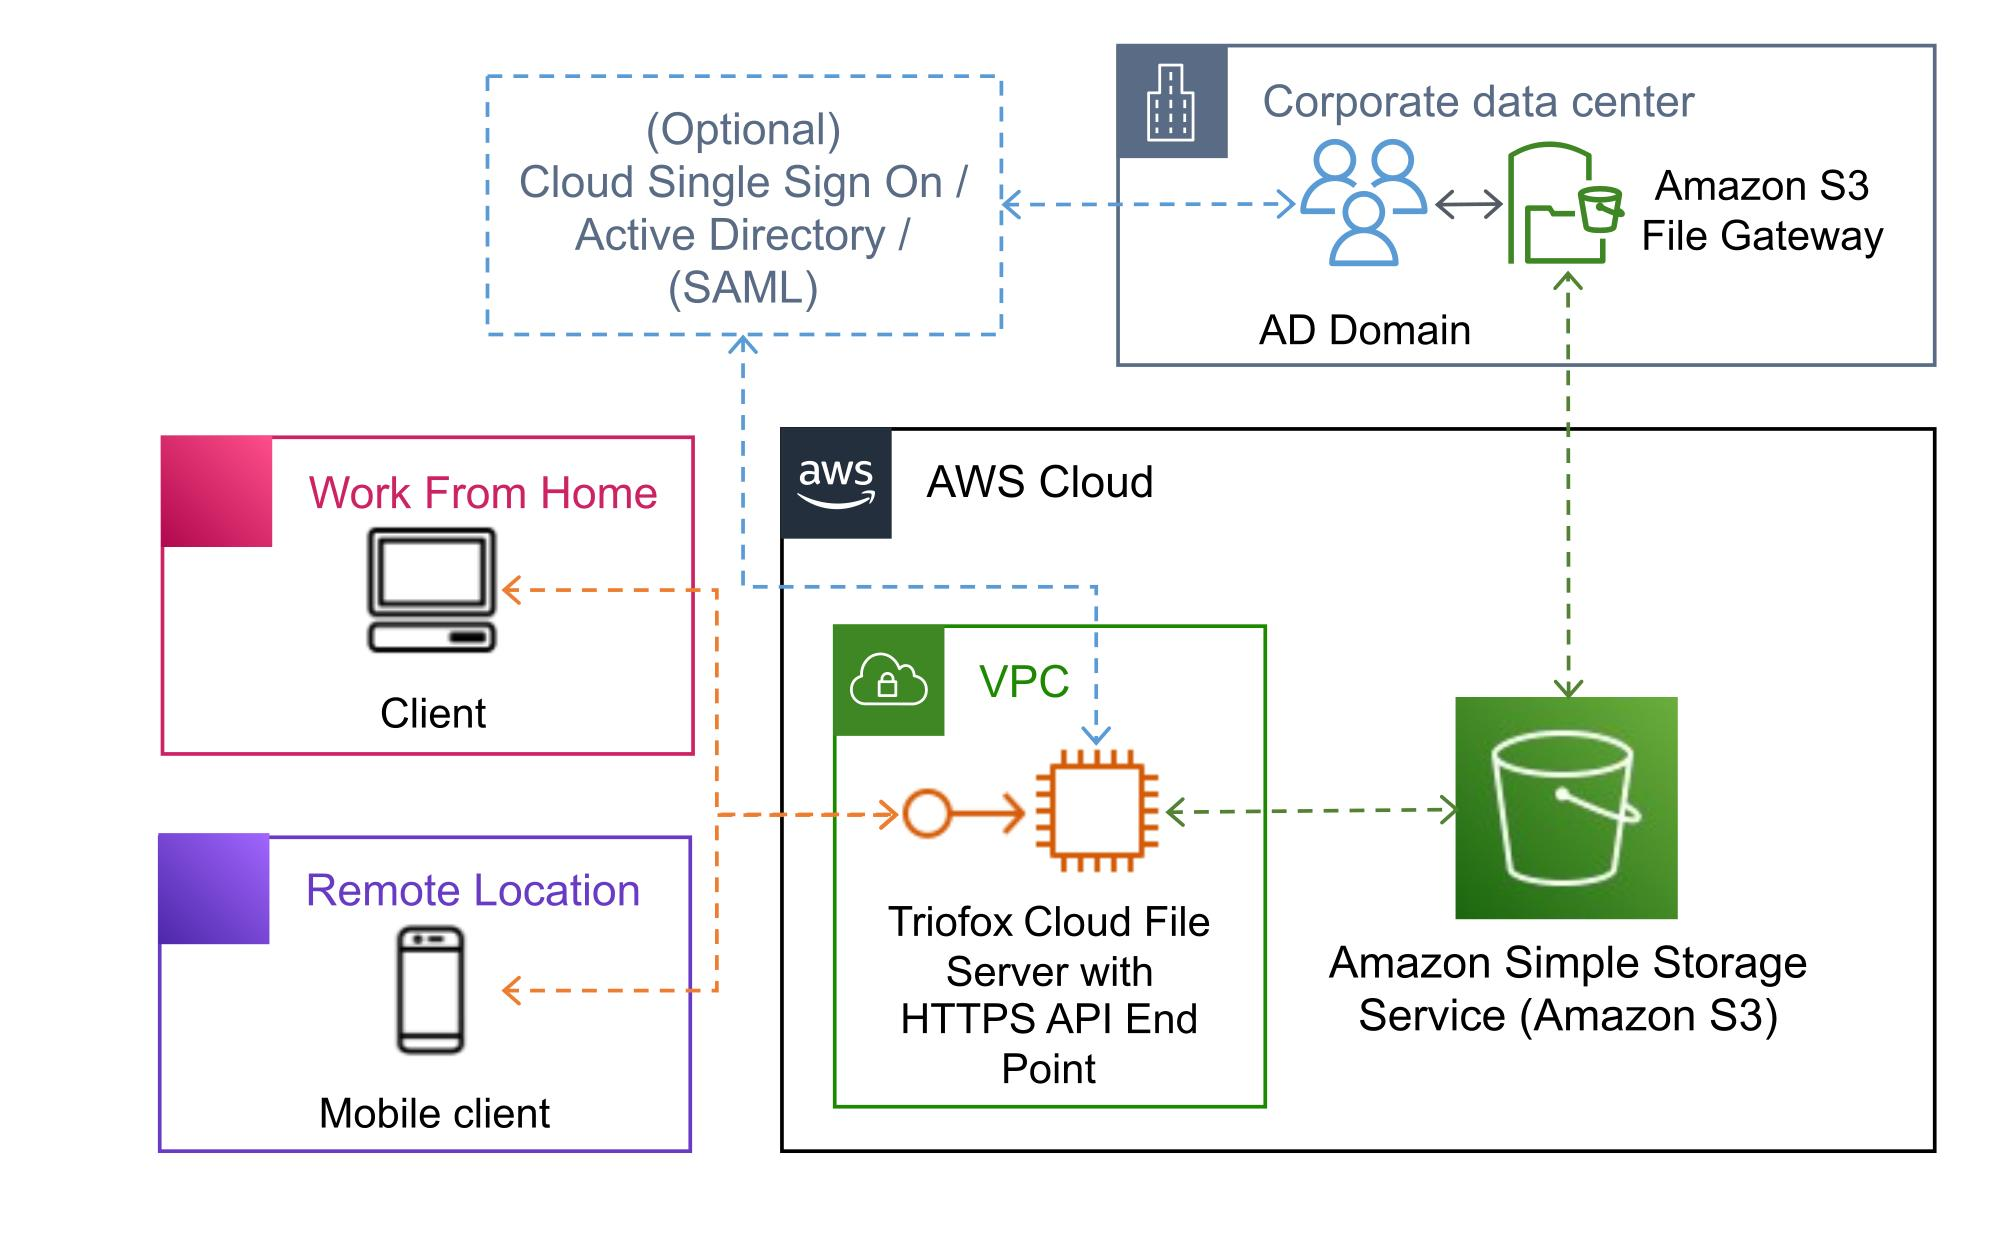 Corporate data center
(Optional)
Cloud Single Sign On /
Active Directory /
(SAML)
Amazon S3
File Gateway
AD Domain
Work From Home
Client
aws
AWS Cloud
VPC
Triofox Cloud File
Server with
HTTPS API End
Point
Amazon Simple Storage
Service (Amazon S3)
Remote Location
Mobile client